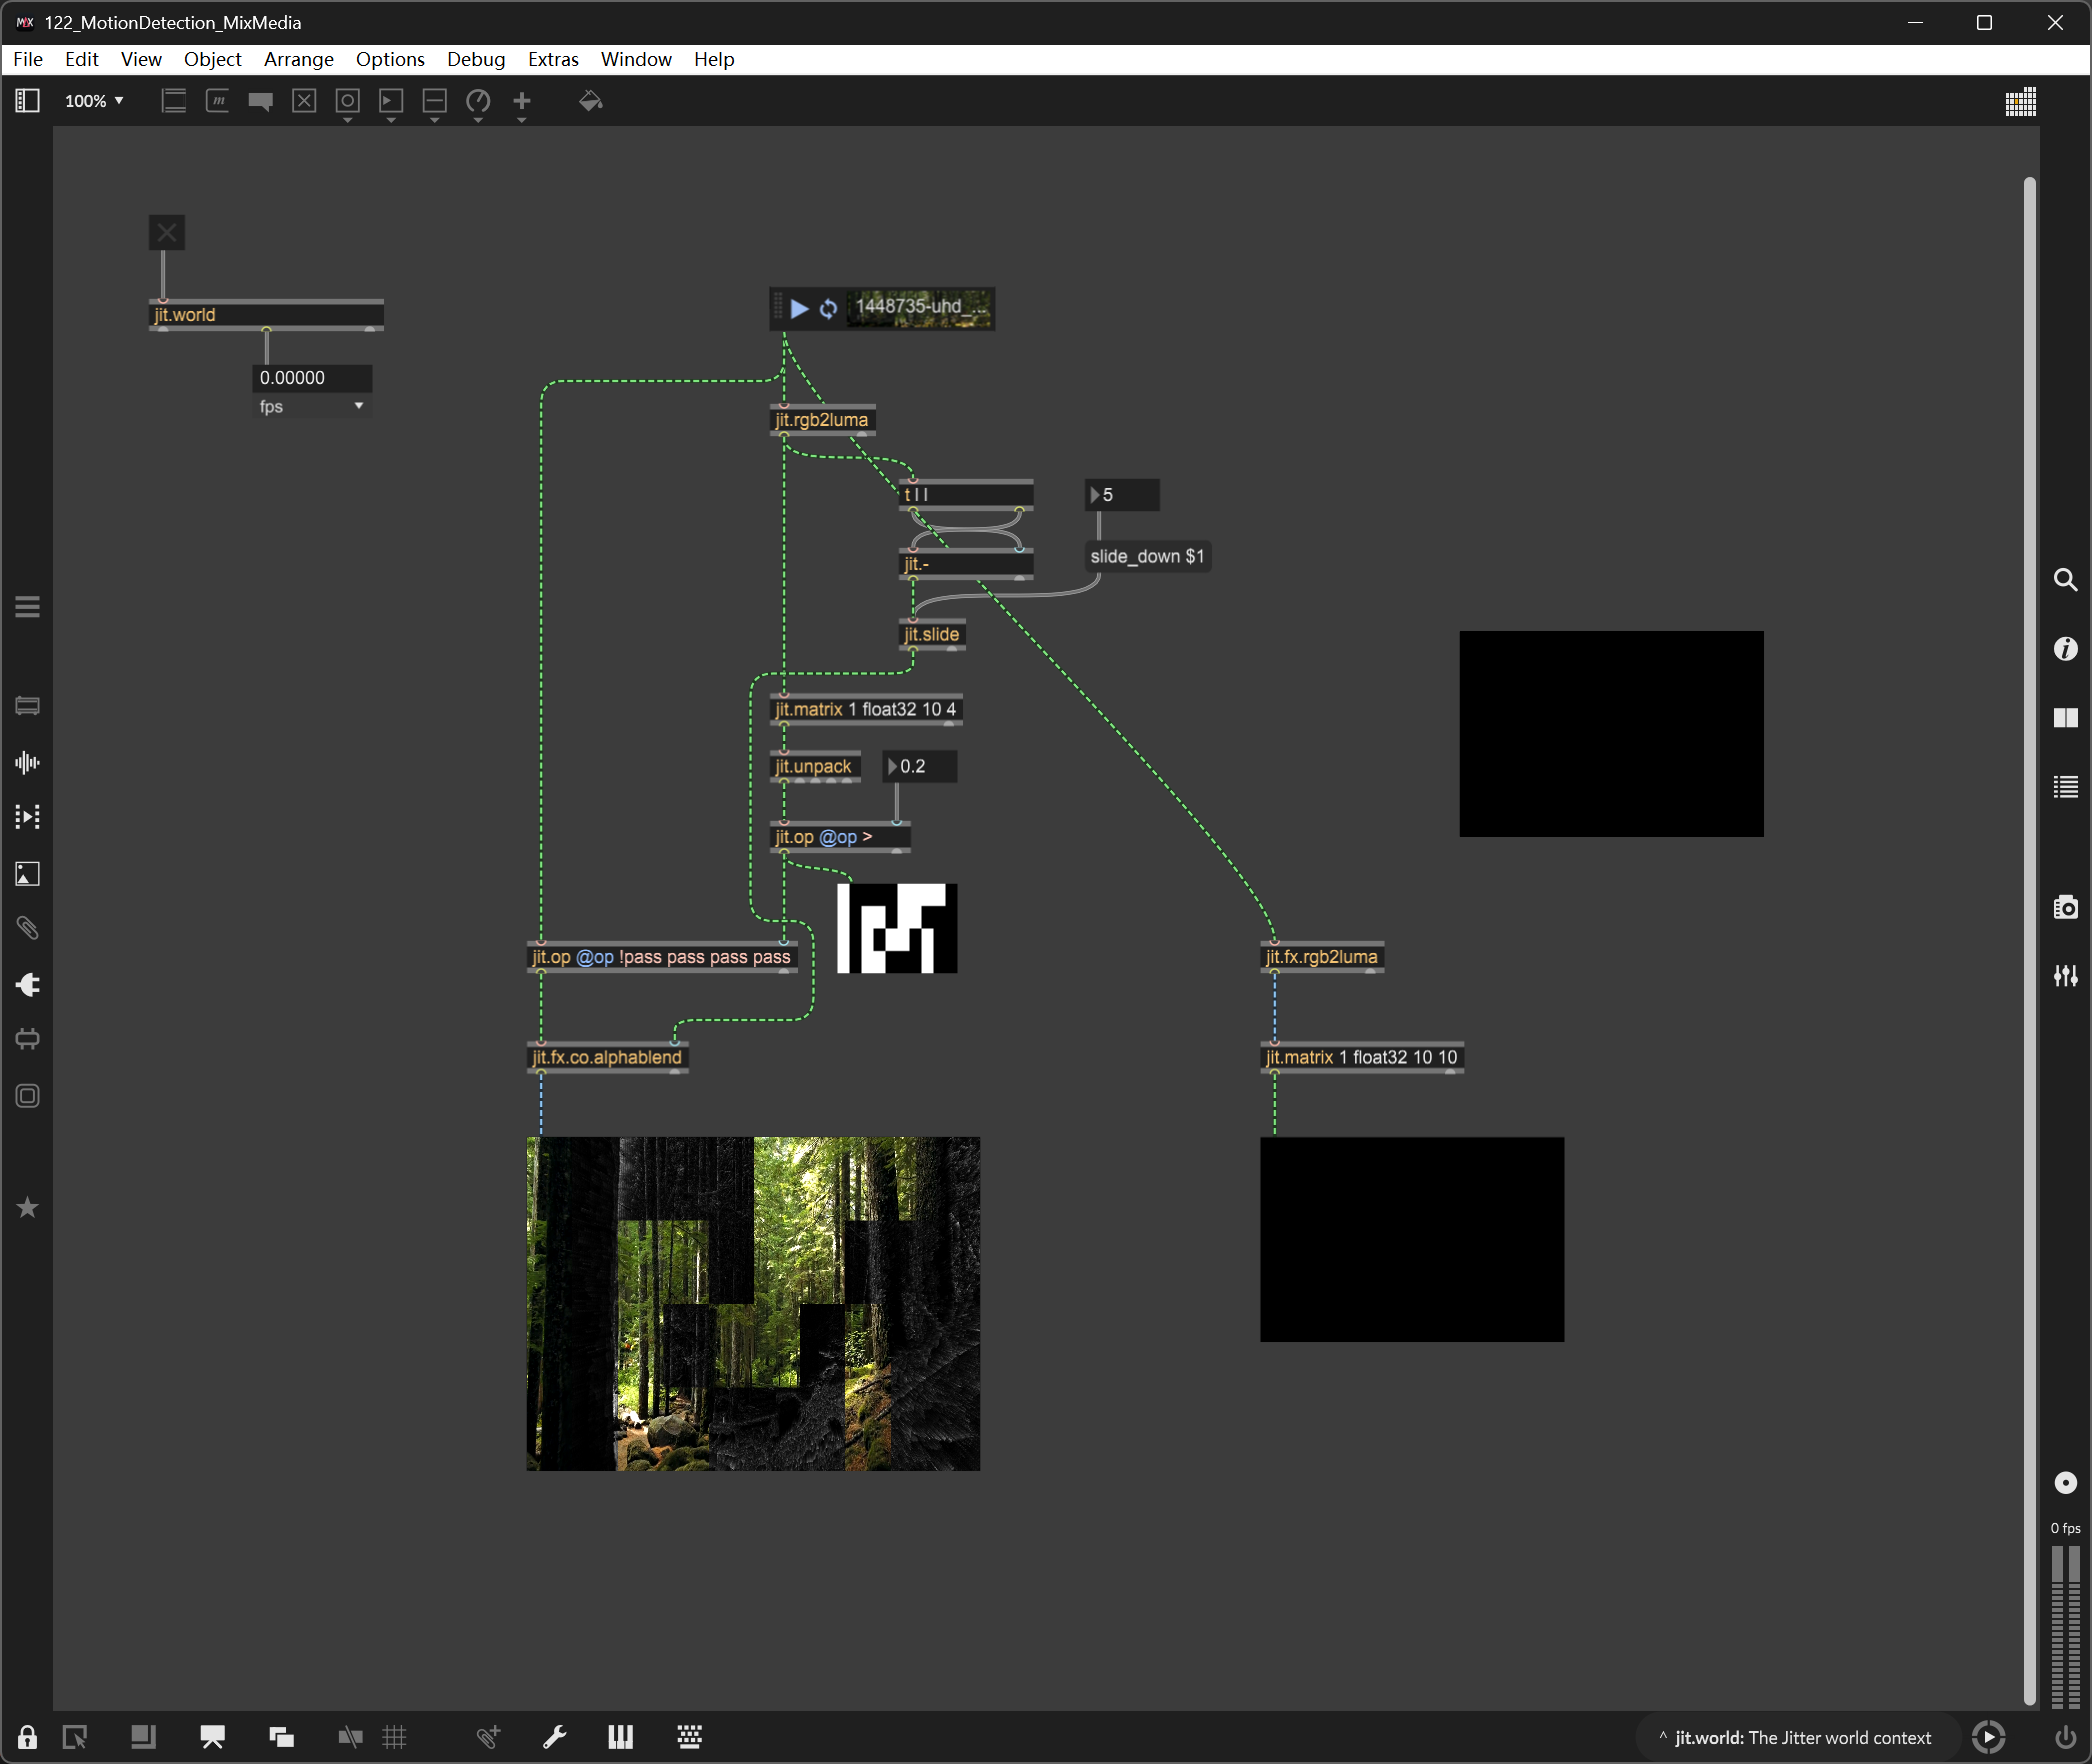 122_MotionDetection_MixMedia
File Edit View Object Arrange Options Debug Extras Window Help
100%
jit.world
0.00000
fps
1448735-uhd_...
jit.rgb2luma
t l l
5
jit.-
slide_down $1
jit.slide
jit.matrix 1 float32 10 4
jit.unpack
0.2
jit.op @op >
jit.op @op !pass pass pass pass
jit.fx.rgb2luma
jit.fx.co.alphablend
jit.matrix 1 float32 10 10
0 fps
^ jit.world: The Jitter world context